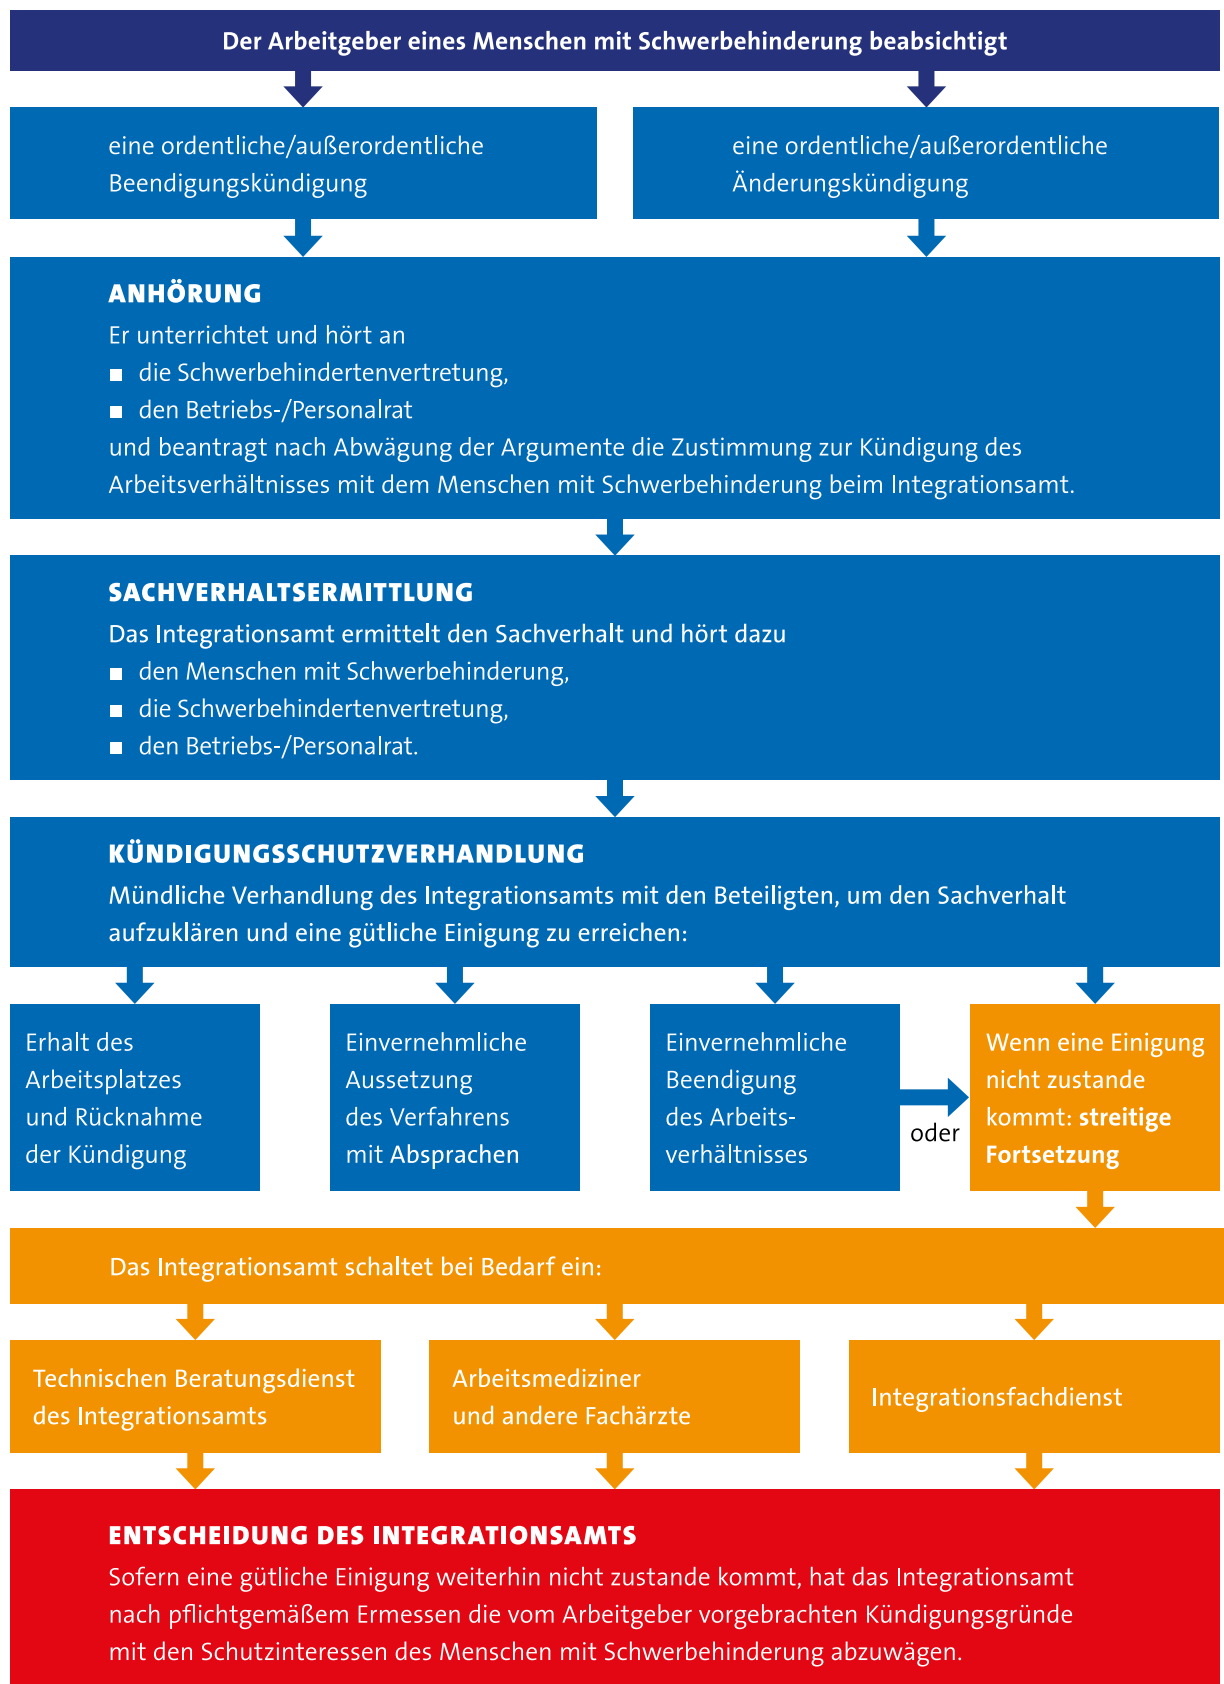 Der Arbeitgeber eines Menschen mit Schwerbehinderung beabsichtigt
eine ordentliche/außerordentliche
Beendigungskündigung
eine ordentliche/außerordentliche
Änderungskündigung
ANHÖRUNG
Er unterrichtet und hört an
die Schwerbehindertenvertretung,
den Betriebs-/Personalrat
und beantragt nach Abwägung der Argumente die Zustimmung zur Kündigung des
Arbeitsverhältnisses mit dem Menschen mit Schwerbehinderung beim Integrationsamt.
SACHVERHALTSERMITTLUNG
Das Integrationsamt ermittelt den Sachverhalt und hört dazu
den Menschen mit Schwerbehinderung,
die Schwerbehindertenvertretung,
den Betriebs-/Personalrat.
KÜNDIGUNGSSCHUTZVERHANDLUNG
Mündliche Verhandlung des Integrationsamts mit den Beteiligten, um den Sachverhalt
aufzuklären und eine gütliche Einigung zu erreichen:
Erhalt des
Arbeitsplatzes
und Rücknahme
der Kündigung
Einvernehmliche
Aussetzung
des Verfahrens
mit Absprachen
Einvernehmliche
Beendigung
des Arbeits-
verhältnisses
oder
Wenn eine Einigung
nicht zustande
kommt: streitige
Fortsetzung
Das Integrationsamt schaltet bei Bedarf ein:
Technischen Beratungsdienst
des Integrationsamts
Arbeitsmediziner
und andere Fachärzte
Integrationsfachdienst
ENTSCHEIDUNG DES INTEGRATIONSAMTS
Sofern eine gütliche Einigung weiterhin nicht zustande kommt, hat das Integrationsamt
nach pflichtgemäßem Ermessen die vom Arbeitgeber vorgebrachten Kündigungsgründe
mit den Schutzinteressen des Menschen mit Schwerbehinderung abzuwägen.